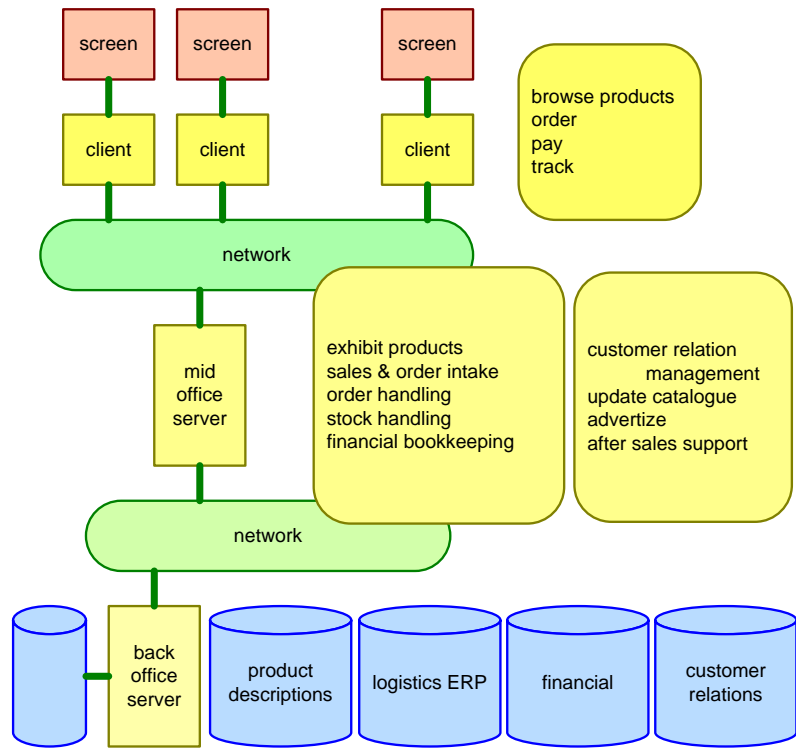 screen
screen
screen
client
client
client
browse products
order
pay
track
network
exhibit products
sales & order intake
order handling
stock handling
financial bookkeeping
customer relation
management
update catalogue
advertize
after sales support
mid
office
server
network
back
office
server
product
descriptions
logistics ERP
financial
customer
relations